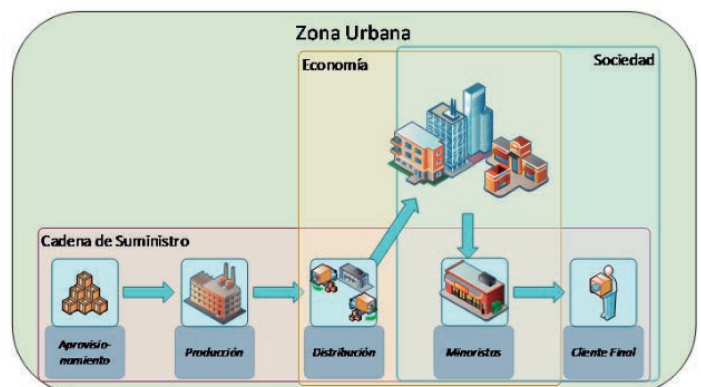 Zona Urbana
Economía
Sociedad
Cadena de Suministro
Aprovisio-
namiento
Producción
Distribución
Minoristas
Cliente Final